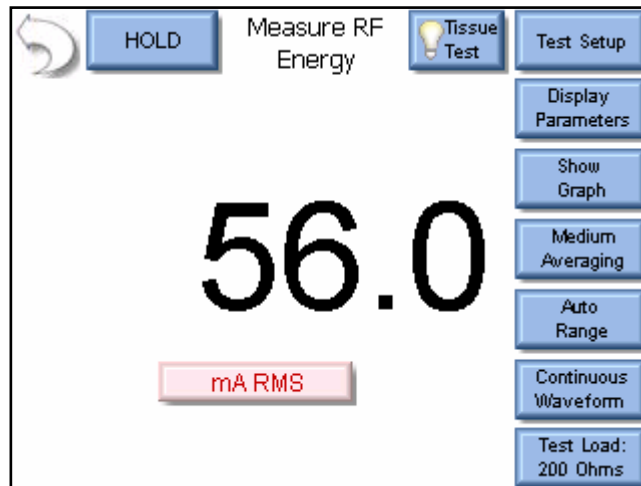 HOLD
Measure RF
Energy
Tissue
Test
Test Setup
Display
Parameters
Show
Graph
Medium
Averaging
Auto
Range
Continuous
Waveform
Test Load:
200 Ohms
56.0
mA RMS